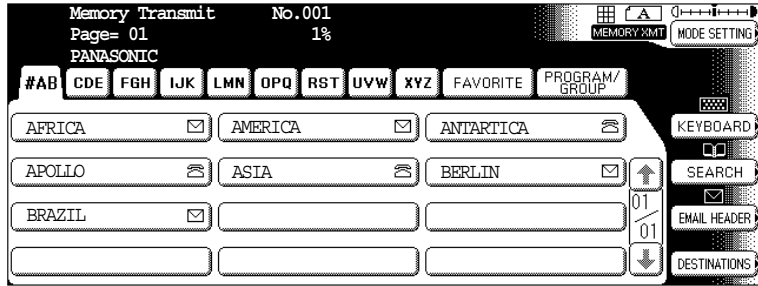 Memory Transmit No.001
Page= 01 1%
PANASONIC
A
MEMORY XMT
MODE SETTING
#AB CDE FGH IJK LMN OPQ RST UVW XYZ FAVORITE PROGRAM/
GROUP
AFRICA AMERICA ANTARTICA
KEYBOARD
APOLLO ASIA BERLIN
SEARCH
BRAZIL
01
01
EMAIL HEADER
DESTINATIONS